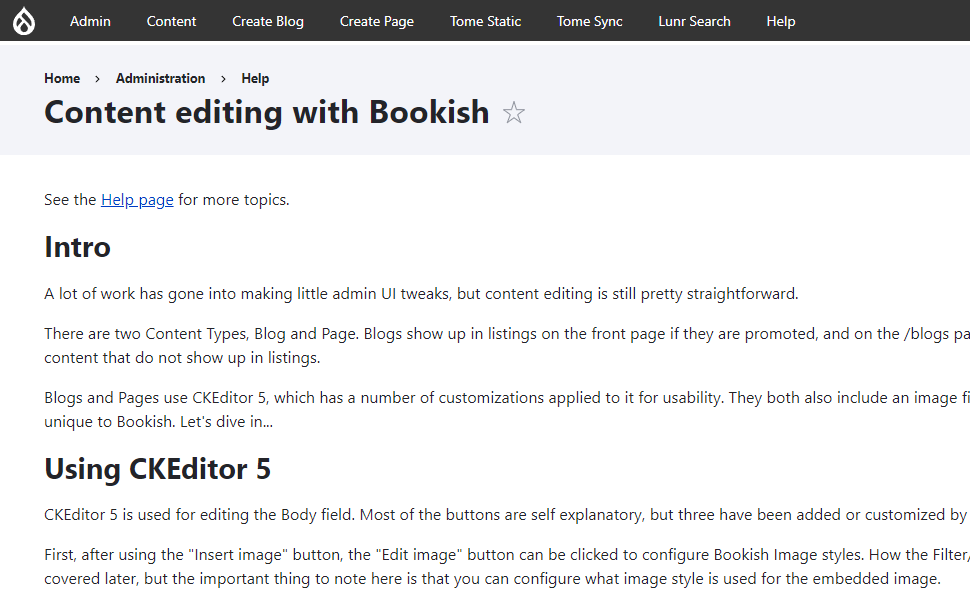 Admin Content Create Blog Create Page Tome Static Tome Sync Lunr Search Help
Home > Administration > Help
Content editing with Bookish
See the Help page for more topics.
Intro
A lot of work has gone into making little admin UI tweaks, but content editing is still pretty straightforward.
There are two Content Types, Blog and Page. Blogs show up in listings on the front page if they are promoted, and on the /blogs pa
content that do not show up in listings.
Blogs and Pages use CKEditor 5, which has a number of customizations applied to it for usability. They both also include an image fi
unique to Bookish. Let's dive in...
Using CKEditor 5
CKEditor 5 is used for editing the Body field. Most of the buttons are self explanatory, but three have been added or customized by
First, after using the "Insert image" button, the "Edit image" button can be clicked to configure Bookish Image styles. How the Filter/
covered later, but the important thing to note here is that you can configure what image style is used for the embedded image.